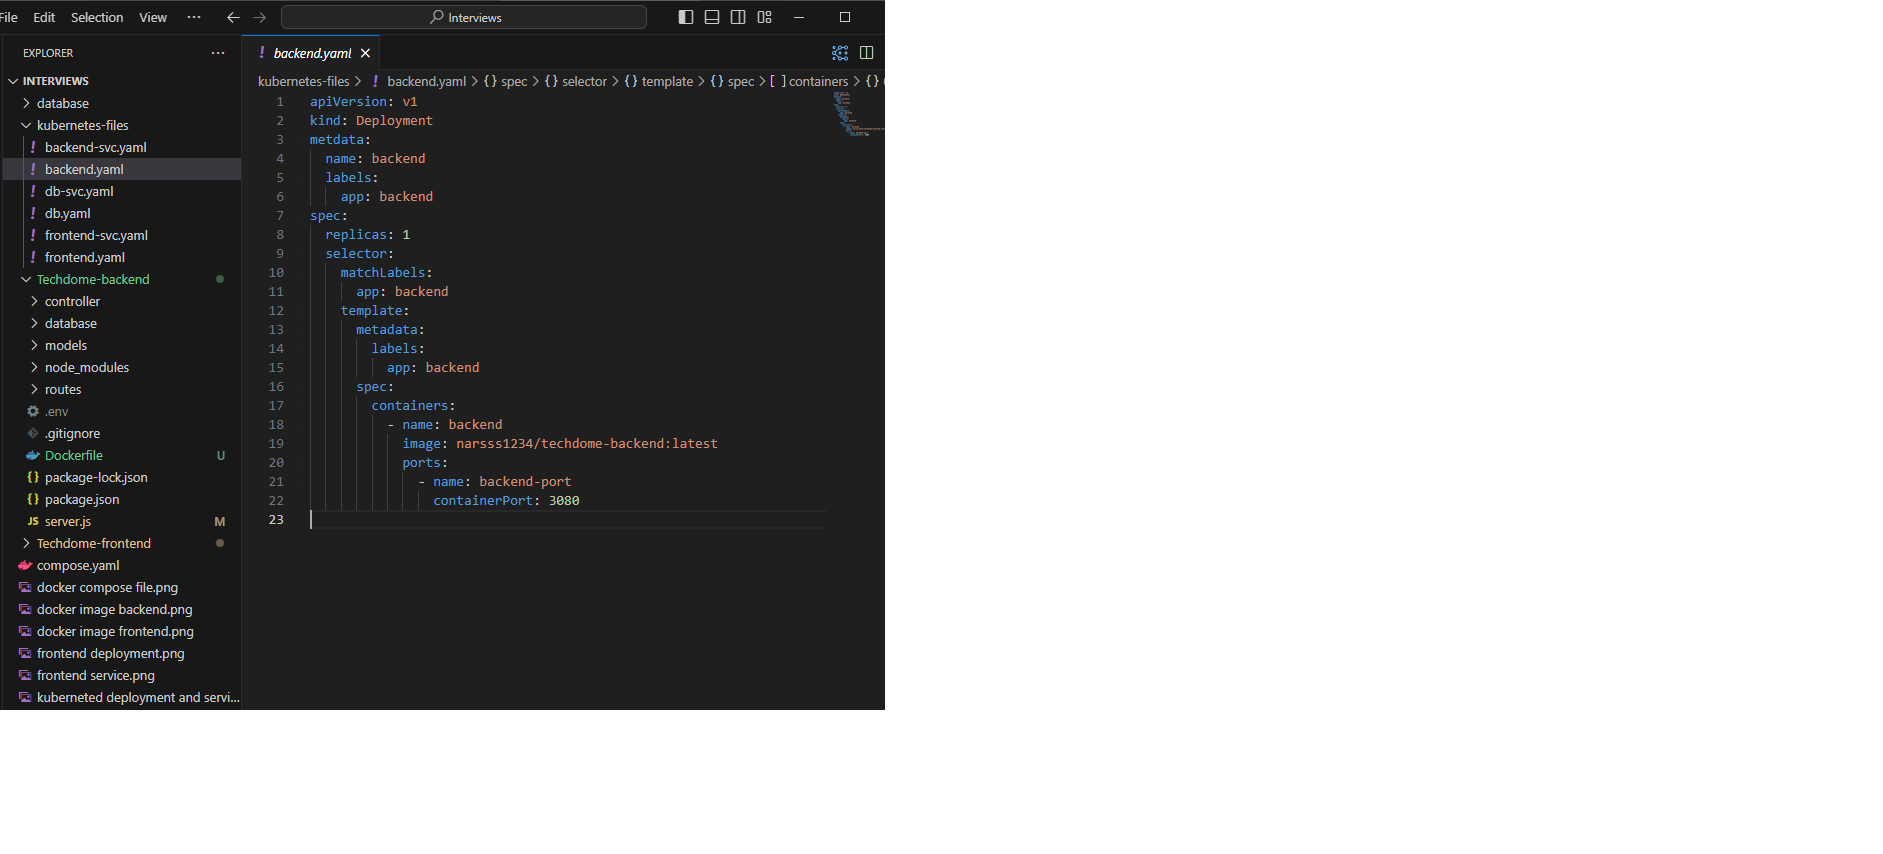 File Edit Selection View ··· Interviews
EXPLORER ···
INTERVIEWS
database
kubernetes-files
backend-svc.yaml
backend.yaml
db-svc.yaml
db.yaml
frontend-svc.yaml
frontend.yaml
Techdome-backend
controller
database
models
node_modules
routes
.env
.gitignore
Dockerfile U
package-lock.json
package.json
JS server.js M
Techdome-frontend
compose.yaml
docker compose file.png
docker image backend.png
docker image frontend.png
frontend deployment.png
frontend service.png
kuberneted deployment and servi...
! backend.yaml
kubernetes-files > ! backend.yaml > {} spec > {} selector > {} template > {} spec > [ ] containers > {}
1 apiVersion: v1
2 kind: Deployment
3 metdata:
4   name: backend
5   labels:
6     app: backend
7 spec:
8   replicas: 1
9   selector:
10     matchLabels:
11       app: backend
12     template:
13       metadata:
14         labels:
15           app: backend
16       spec:
17         containers:
18           - name: backend
19             image: narsss1234/techdome-backend:latest
20             ports:
21               - name: backend-port
22                 containerPort: 3080
23